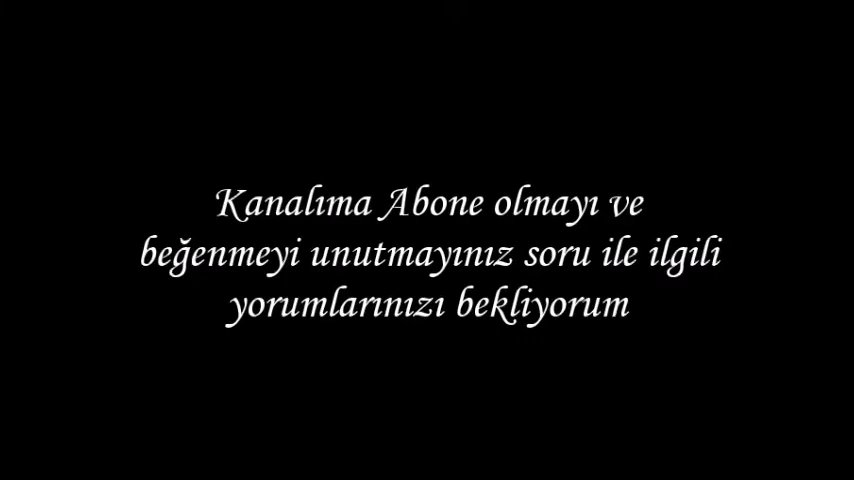 Kanalıma Abone olmayı ve
beğenmeyi unutmayınız soru ile ilgili
yorumlarınızı bekliyorum